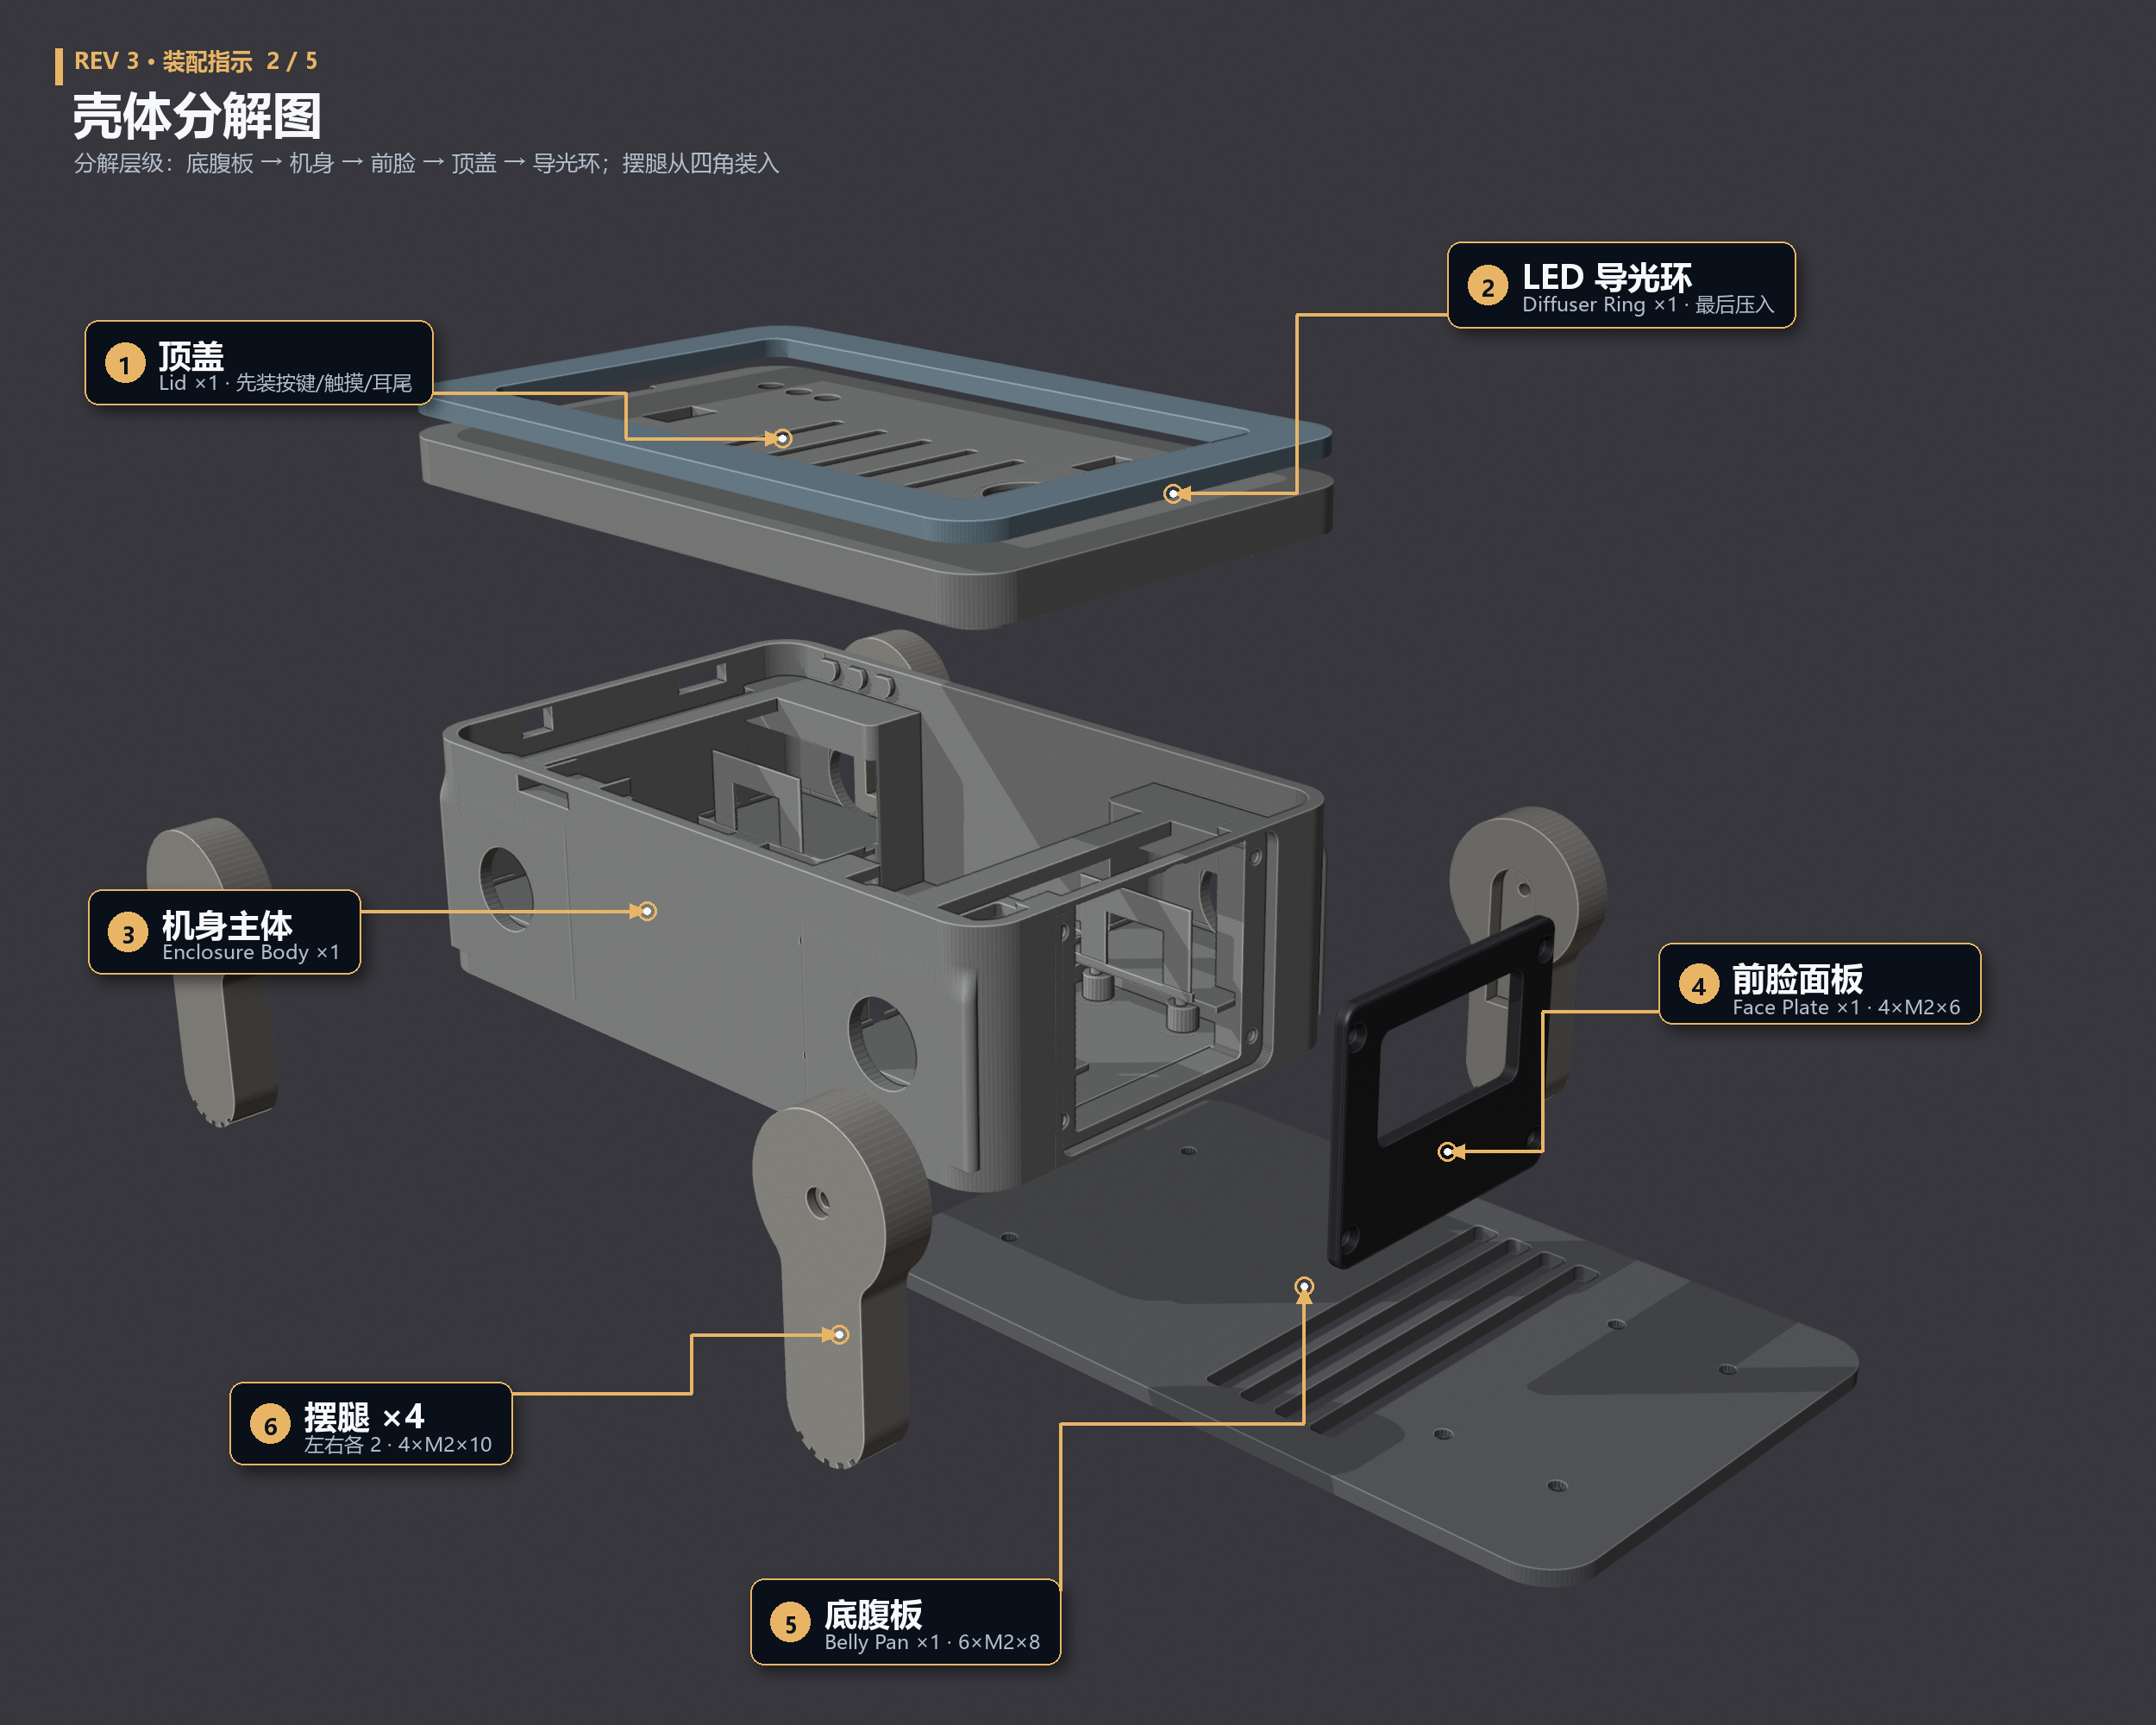 REV 3 • 装配指示 2 / 5
壳体分解图
分解层级：底腹板 → 机身 → 前脸 → 顶盖 → 导光环；摆腿从四角装入
2
LED 导光环
Diffuser Ring ×1 · 最后压入
1
顶盖
Lid ×1 · 先装按键/触摸/耳尾
3
机身主体
Enclosure Body ×1
4
前脸面板
Face Plate ×1 · 4×M2×6
6
摆腿 ×4
左右各 2 · 4×M2×10
5
底腹板
Belly Pan ×1 · 6×M2×8